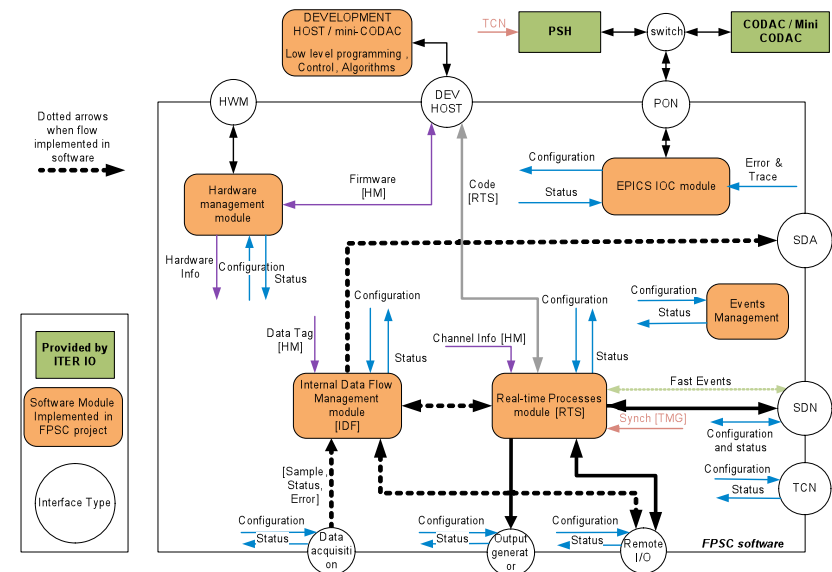 DEVELOPMENT
HOST / mini-CODAC
Low level programming ,
Control, Algorithms
TCN
PSH
switch
CODAC / Mini
CODAC
HWM
DEV
HOST
PON
Dotted arrows
when flow
implemented in
software
Hardware
management
module
Firmware
[HM]
Code
[RTS]
Configuration
Status
EPICS IOC module
Error &
Trace
SDA
Hardware
Info
Configuration
Status
Configuration
Status
Events
Management
Data Tag
[HM]
Configuration
Status
Channel Info [HM]
Configuration
Status
Provided by
ITER IO
Software Module
Implemented in
FPSC project
Interface Type
Internal Data Flow
Management
module
[IDF]
Real-time Processes
module [RTS]
Fast Events
Synch [TMG]
SDN
Configuration
and status
Configuration
Status
TCN
[Sample,
Status,
Error]
Configuration
Status
Data
acquisiti
on
Configuration
Status
Output
generat
or
Configuration
Status
Remote
I/O
FPSC software